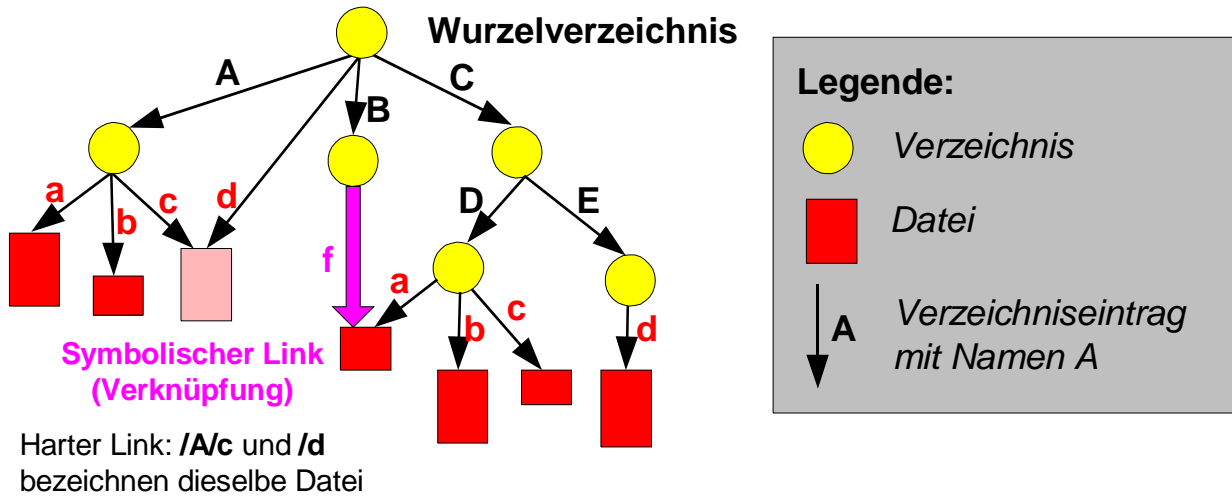 Wurzelverzeichnis
A
B
C
a
b
c
d
D
E
f
a
b
c
d
Symbolischer Link
(Verknüpfung)
Harter Link: /A/c und /d
bezeichnen dieselbe Datei
Legende:
Verzeichnis
Datei
A
Verzeichniseintrag
mit Namen A